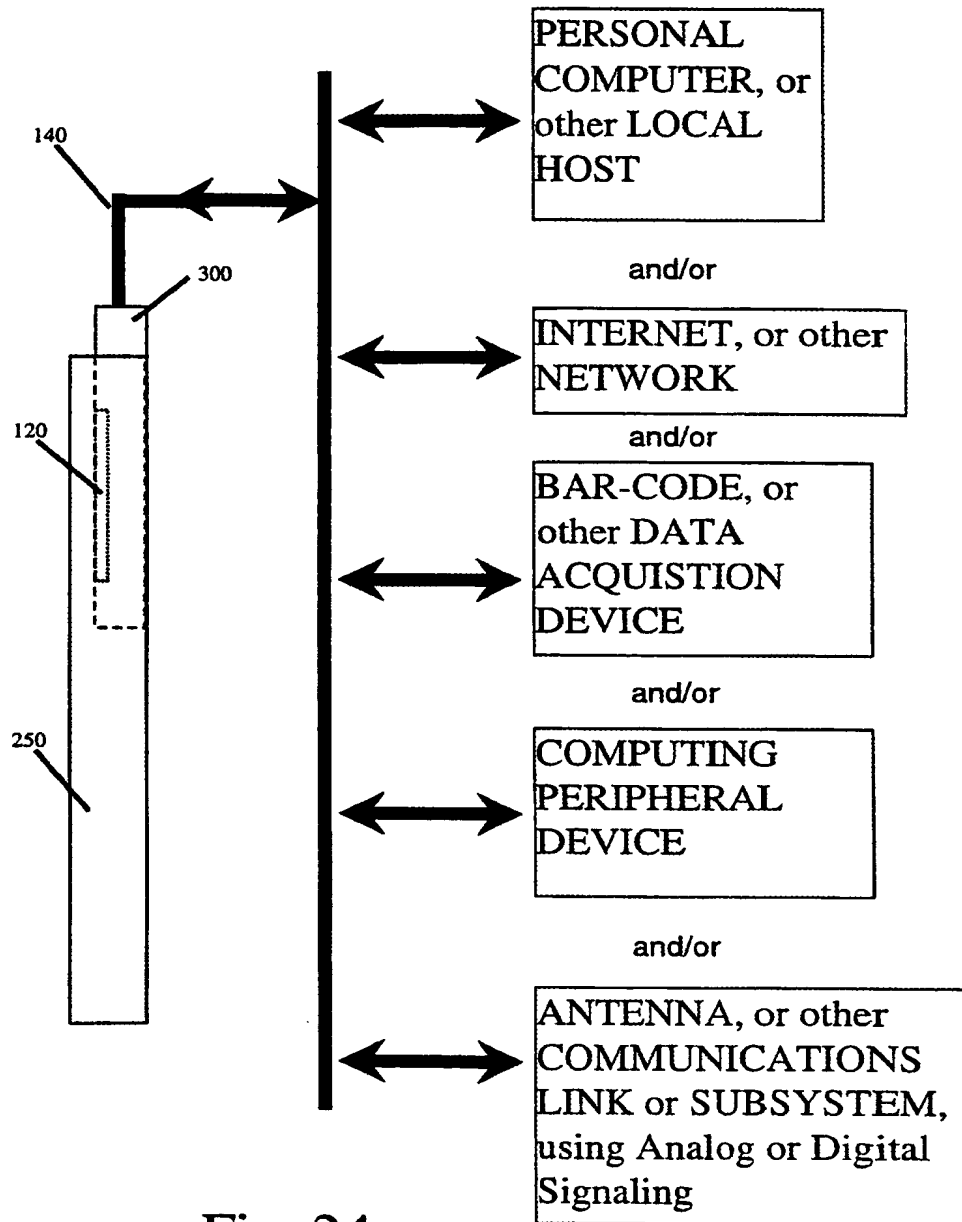 PERSONAL
COMPUTER, or
other LOCAL
HOST
140
300
and/or
INTERNET, or other
NETWORK
120
and/or
BAR-CODE, or
other DATA
ACQUISTION
DEVICE
and/or
250
COMPUTING
PERIPHERAL
DEVICE
and/or
ANTENNA, or other
COMMUNICATIONS
LINK or SUBSYSTEM,
using Analog or Digital
Signaling